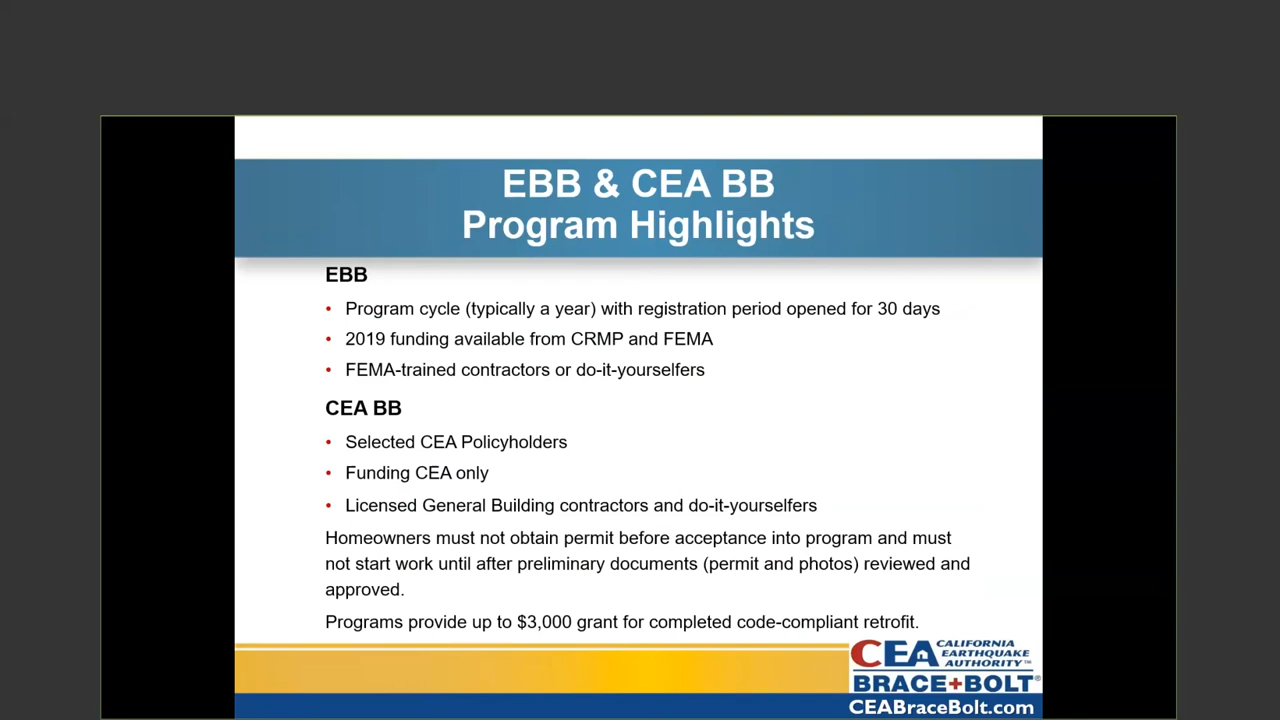 EBB & CEA BB
Program Highlights
EBB
• Program cycle (typically a year) with registration period opened for 30 days
• 2019 funding available from CRMP and FEMA
• FEMA-trained contractors or do-it-yourselfers
CEA BB
• Selected CEA Policyholders
• Funding CEA only
• Licensed General Building contractors and do-it-yourselfers
Homeowners must not obtain permit before acceptance into program and must
not start work until after preliminary documents (permit and photos) reviewed and
approved.
Programs provide up to $3,000 grant for completed code-compliant retrofit.
CEA CALIFORNIA
EARTHQUAKE
AUTHORITY™
BRACE+BOLT®
CEABraceBolt.com